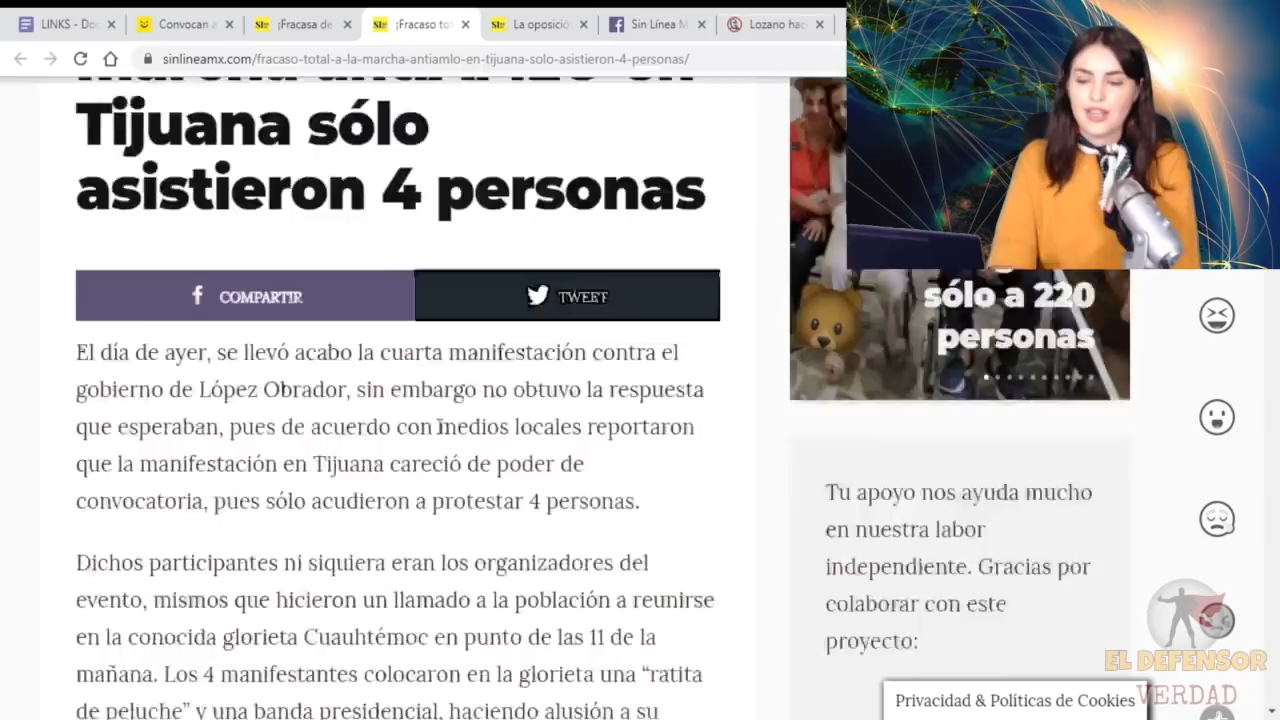 LINKS - Do
Convocan a
¡Fracasa de
¡Fracaso to
La oposició
Sin Línea M
Lozano hac
sinlineamx.com/fracaso-total-a-la-marcha-antiamlo-en-tijuana-solo-asistieron-4-personas/
Tijuana sólo
asistieron 4 personas
COMPARTIR
TWEET
El día de ayer, se llevó acabo la cuarta manifestación contra el
gobierno de López Obrador, sin embargo no obtuvo la respuesta
que esperaban, pues de acuerdo con medios locales reportaron
que la manifestación en Tijuana careció de poder de
convocatoria, pues sólo acudieron a protestar 4 personas.
Dichos participantes ni siquiera eran los organizadores del
evento, mismos que hicieron un llamado a la población a reunirse
en la conocida glorieta Cuauhtémoc en punto de las 11 de la
mañana. Los 4 manifestantes colocaron en la glorieta una “ratita
de peluche” y una banda presidencial, haciendo alusión a su
sólo a 220
personas
Tu apoyo nos ayuda mucho
en nuestra labor
independiente. Gracias por
colaborar con este
proyecto:
Privacidad & Políticas de Cookies
EL DEFENSOR
VERDAD